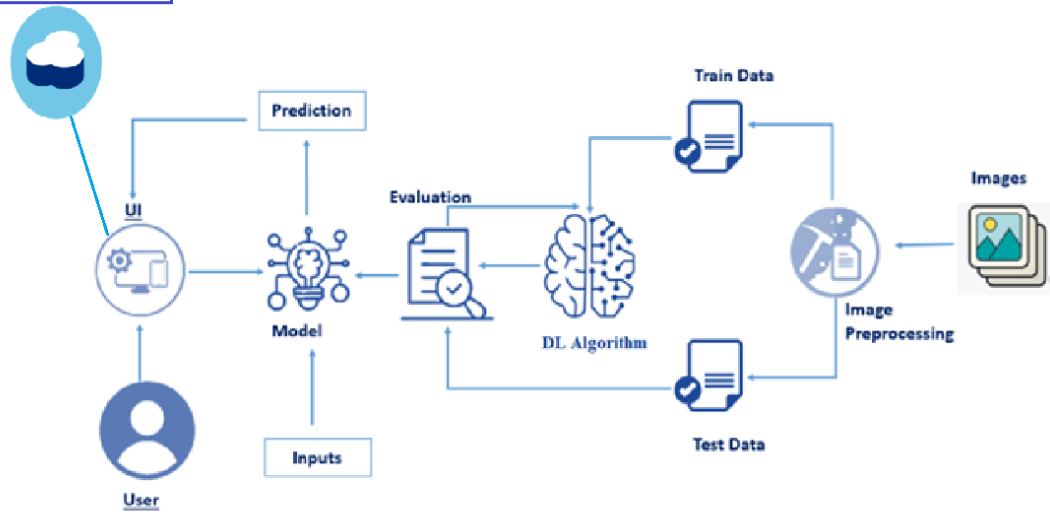 Train Data
Prediction
Images
Evaluation
UI
Image
Preprocessing
Model
DL Algorithm
Test Data
Inputs
User